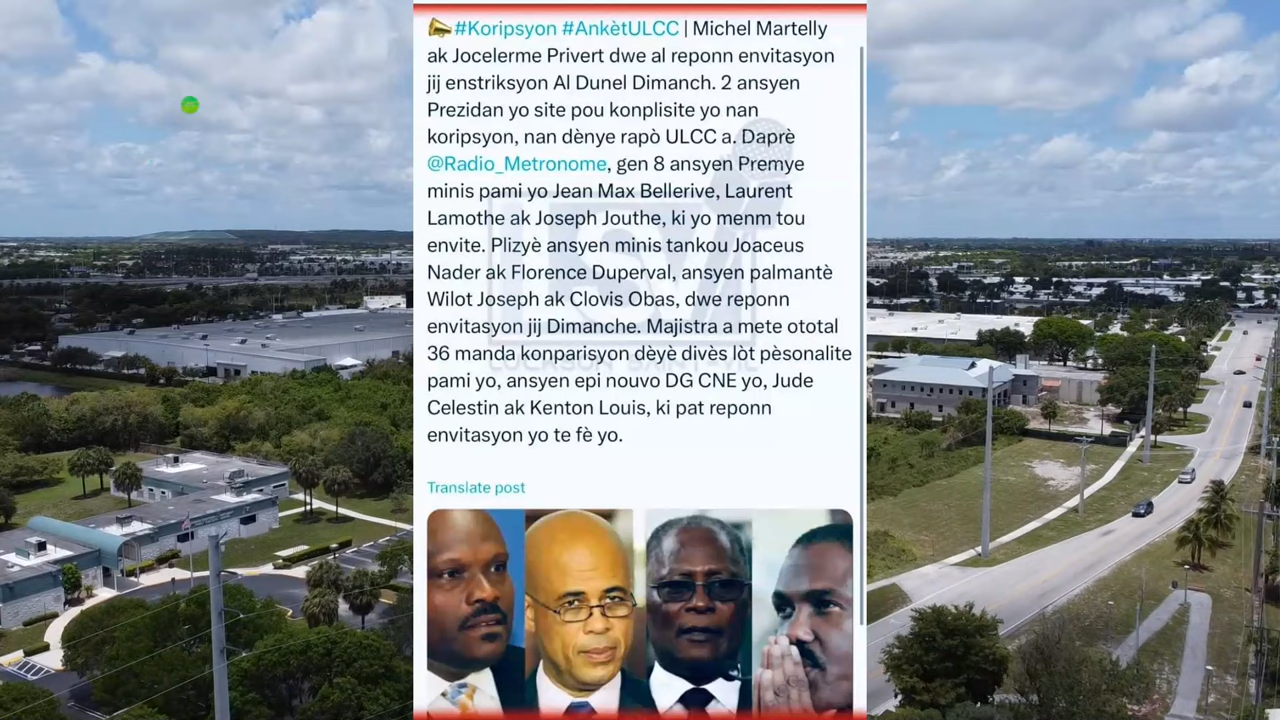 📣#Koripsyon #AnkètULCC | Michel Martelly
ak Jocelerme Privert dwe al reponn envitasyon
jij enstriksyon Al Dunel Dimanch. 2 ansyen
Prezidan yo site pou konplisite yo nan
koripsyon, nan dènye rapò ULCC a. Daprè
@Radio_Metronome, gen 8 ansyen Premye
minis pami yo Jean Max Bellerive, Laurent
Lamothe ak Joseph Jouthe, ki yo menm tou
envite. Plizyè ansyen minis tankou Joaceus
Nader ak Florence Duperval, ansyen palmantè
Wilot Joseph ak Clovis Obas, dwe reponn
envitasyon jij Dimanche. Majistra a mete ototal
36 manda konparisyon dèyè divès lòt pèsonalite
pami yo, ansyen epi nouvo DG CNE yo, Jude
Celestin ak Kenton Louis, ki pat reponn
envitasyon yo te fè yo.
Translate post